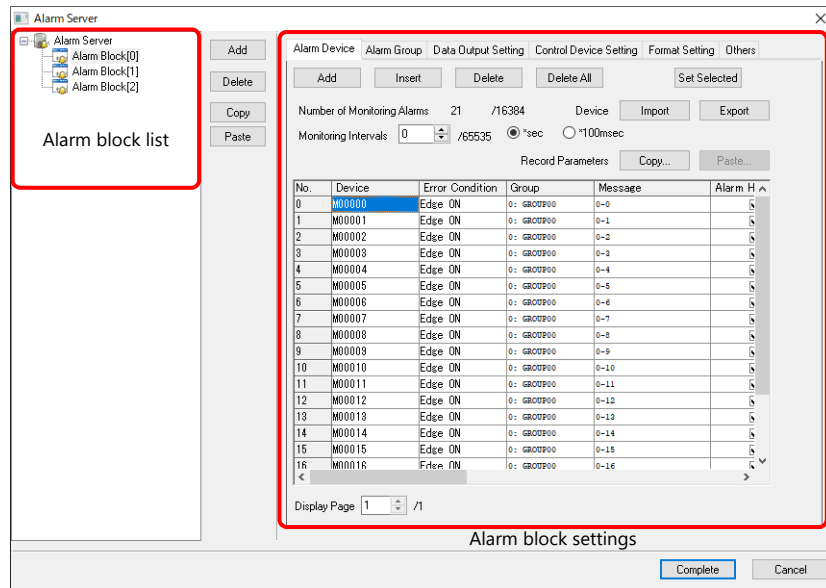 Alarm Server
Alarm Server
Alarm Block[0]
Alarm Block[1]
Alarm Block[2]
Alarm block list
Add
Delete
Copy
Paste
Alarm Device Alarm Group Data Output Setting Control Device Setting Format Setting Others
Add Insert Delete Delete All Set Selected
Number of Monitoring Alarms 21 /16384 Device Import Export
Monitoring Intervals 0 /65535 *sec *100msec
Record Parameters Copy... Paste...
No. Device Error Condition Group Message Alarm H
0 M00000 Edge ON 0: GROUP00 0-0
1 M00001 Edge ON 0: GROUP00 0-1
2 M00002 Edge ON 0: GROUP00 0-2
3 M00003 Edge ON 0: GROUP00 0-3
4 M00004 Edge ON 0: GROUP00 0-4
5 M00005 Edge ON 0: GROUP00 0-5
6 M00006 Edge ON 0: GROUP00 0-6
7 M00007 Edge ON 0: GROUP00 0-7
8 M00008 Edge ON 0: GROUP00 0-8
9 M00009 Edge ON 0: GROUP00 0-9
10 M00010 Edge ON 0: GROUP00 0-10
11 M00011 Edge ON 0: GROUP00 0-11
12 M00012 Edge ON 0: GROUP00 0-12
13 M00013 Edge ON 0: GROUP00 0-13
14 M00014 Edge ON 0: GROUP00 0-14
15 M00015 Edge ON 0: GROUP00 0-15
16 M00016 Edge ON 0: GROUP00 0-16
Display Page 1 /1
Alarm block settings
Complete Cancel